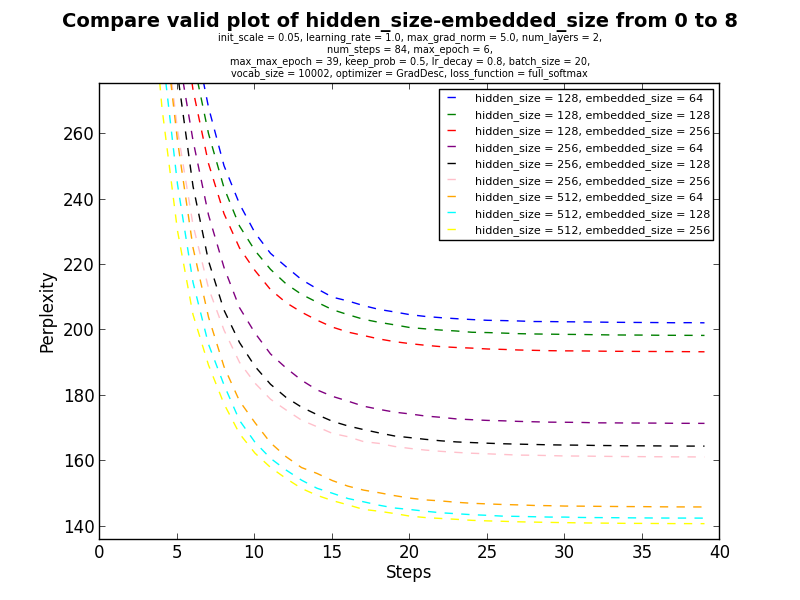 Compare valid plot of hidden_size-embedded_size from 0 to 8
init_scale = 0.05, learning_rate = 1.0, max_grad_norm = 5.0, num_layers = 2,
num_steps = 84, max_epoch = 6,
max_max_epoch = 39, keep_prob = 0.5, lr_decay = 0.8, batch_size = 20,
vocab_size = 10002, optimizer = GradDesc, loss_function = full_softmax
hidden_size = 128, embedded_size = 64
hidden_size = 128, embedded_size = 128
hidden_size = 128, embedded_size = 256
hidden_size = 256, embedded_size = 64
hidden_size = 256, embedded_size = 128
hidden_size = 256, embedded_size = 256
hidden_size = 512, embedded_size = 64
hidden_size = 512, embedded_size = 128
hidden_size = 512, embedded_size = 256
Perplexity
260
240
220
200
180
160
140
0 5 10 15 20 25 30 35 40
Steps